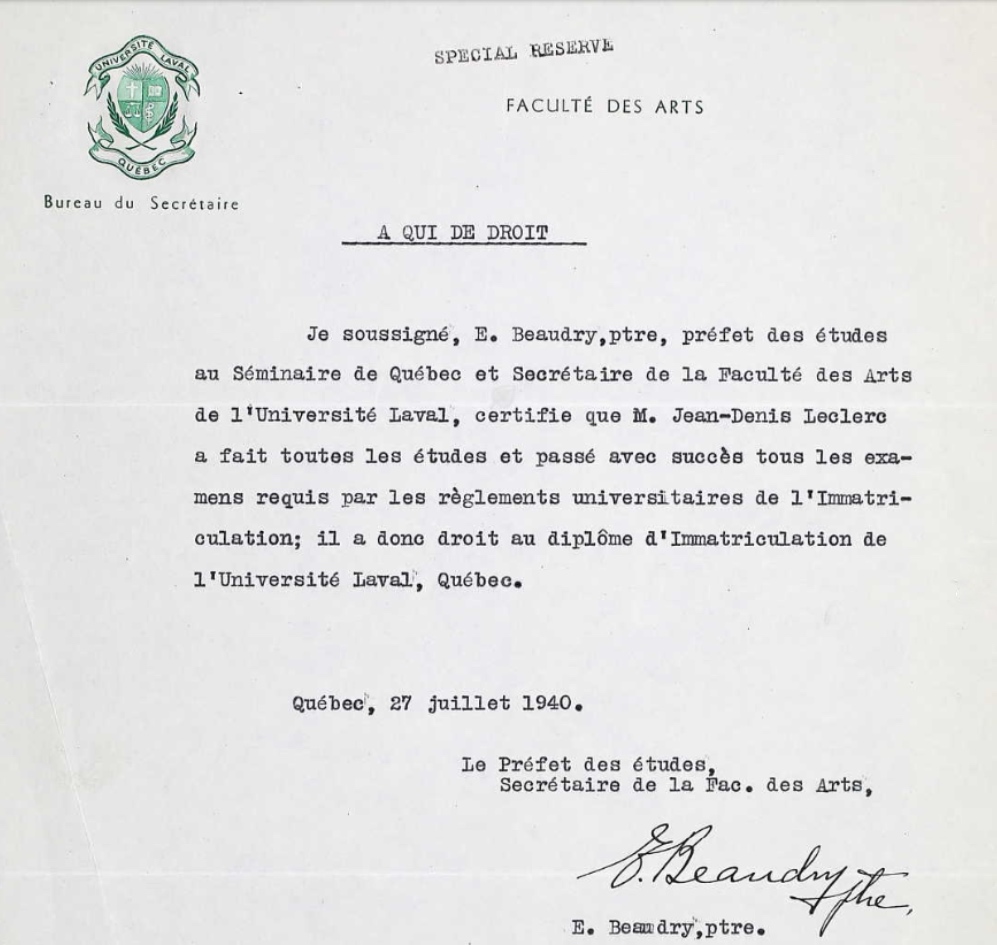 UNIVERSITÉ LAVAL
QUÉBEC
Bureau du Secrétaire
SPECIAL RESERVE
FACULTÉ DES ARTS
A QUI DE DROIT
Je soussigné, E. Beaudry,ptre, préfet des études
au Séminaire de Québec et Secrétaire de la Faculté des Arts
de l'Université Laval, certifie que M. Jean-Denis Leclerc
a fait toutes les études et passé avec succès tous les exa-
mens requis par les règlements universitaires de l'Immatri-
culation; il a donc droit au diplôme d'Immatriculation de
l'Université Laval, Québec.
Québec, 27 juillet 1940.
Le Préfet des études,
Secrétaire de la Fac. des Arts,
E. Beaudry ptre,
E. Beaudry,ptre.